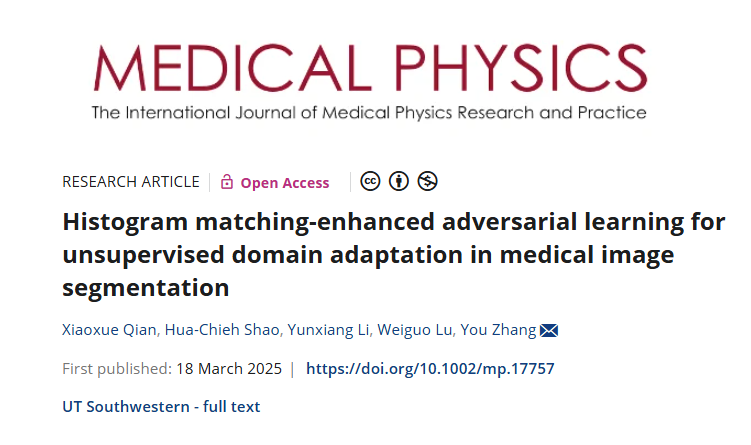 MEDICAL PHYSICS
The International Journal of Medical Physics Research and Practice
RESEARCH ARTICLE | Open Access | cc
Histogram matching-enhanced adversarial learning for
unsupervised domain adaptation in medical image
segmentation
Xiaoxue Qian, Hua-Chieh Shao, Yunxiang Li, Weiguo Lu, You Zhang
First published: 18 March 2025 | https://doi.org/10.1002/mp.17757
UT Southwestern - full text